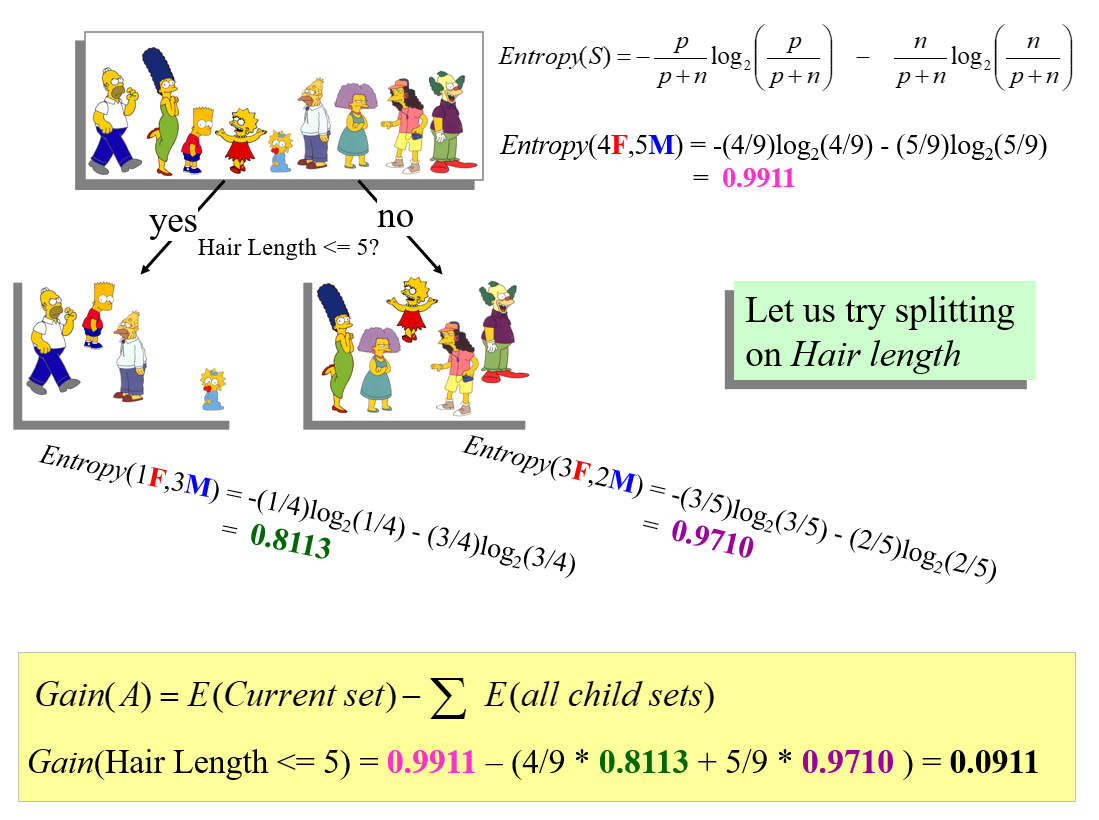 Entropy(S) = − p/(p+n) log₂(p/(p+n)) − n/(p+n) log₂(n/(p+n))
Entropy(4F,5M) = -(4/9)log₂(4/9) - (5/9)log₂(5/9)
= 0.9911
yes
no
Hair Length <= 5?
Let us try splitting
on Hair length
Entropy(1F,3M) = -(1/4)log₂(1/4) - (3/4)log₂(3/4)
= 0.8113
Entropy(3F,2M) = -(3/5)log₂(3/5) - (2/5)log₂(2/5)
= 0.9710
Gain(A) = E(Current set) − ∑ E(all child sets)
Gain(Hair Length <= 5) = 0.9911 – (4/9 * 0.8113 + 5/9 * 0.9710 ) = 0.0911